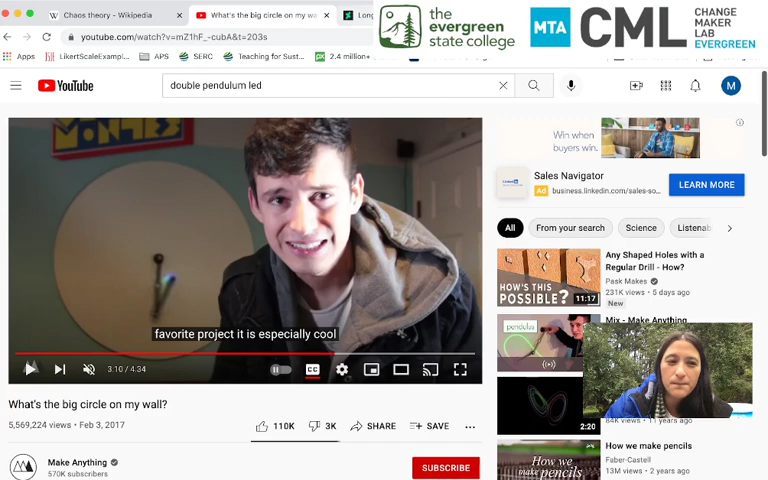 Chaos theory - Wikipedia
What's the big circle on my wa
Long
youtube.com/watch?v=mZ1hF_-cubA&t=203s
Apps
LikertScaleExampl...
APS
SERC
Teaching for Sust...
2.4 million+
the
evergreen
state college
MTA
CML
CHANGE
MAKER
LAB
EVERGREEN
YouTube
double pendulum led
M
favorite project it is especially cool
3:10 / 4:34
CC
What's the big circle on my wall?
5,569,224 views • Feb 3, 2017
110K
3K
SHARE
SAVE
Make Anything
570K subscribers
SUBSCRIBE
Win when
buyers win.
Sales Navigator
Ad
business.linkedin.com/sales-so...
LEARN MORE
All
From your search
Science
Listenab
HOW'S THIS
POSSIBLE?
11:17
Any Shaped Holes with a
Regular Drill - How?
Pask Makes
231K views • 5 days ago
New
pendulus
Mix - Make Anything
2:20
84K views • 11 years ago
How we
make pencils
How we make pencils
Faber-Castell
13M views • 2 years ago